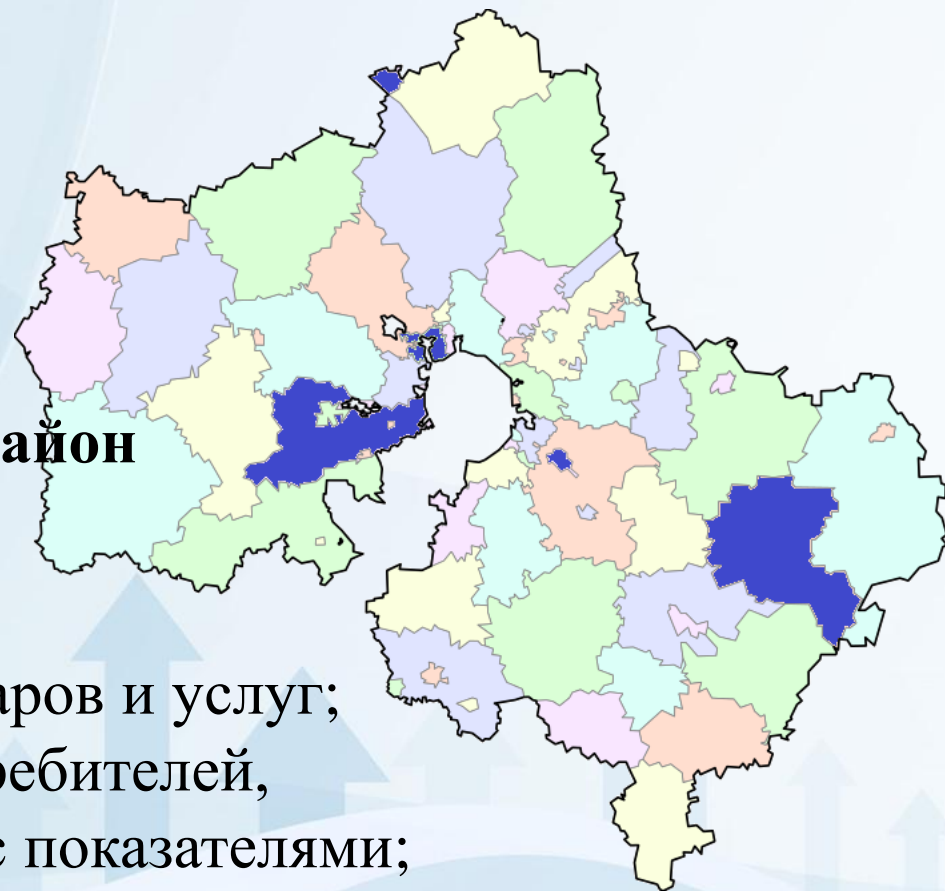 айон
аров и услуг;
ребителей,
с показателями;